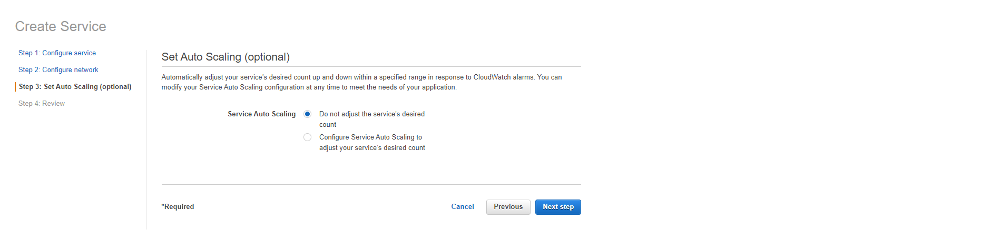 Create Service
Step 1: Configure service
Step 2: Configure network
Step 3: Set Auto Scaling (optional)
Step 4: Review
Set Auto Scaling (optional)
Automatically adjust your service’s desired count up and down within a specified range in response to CloudWatch alarms. You can
modify your Service Auto Scaling configuration at any time to meet the needs of your application.
Service Auto Scaling
Do not adjust the service’s desired
count
Configure Service Auto Scaling to
adjust your service’s desired count
*Required
Cancel
Previous
Next step